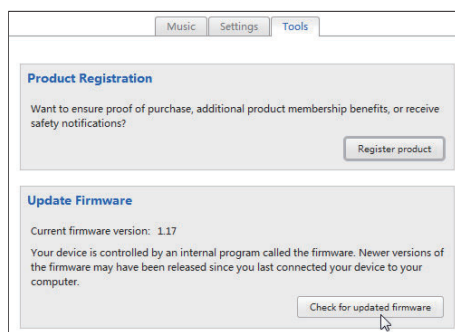 Music Settings Tools
Product Registration
Want to ensure proof of purchase, additional product membership benefits, or receive
safety notifications?
Register product
Update Firmware
Current firmware version: 1.17
Your device is controlled by an internal program called the firmware. Newer versions of
the firmware may have been released since you last connected your device to your
computer.
Check for updated firmware